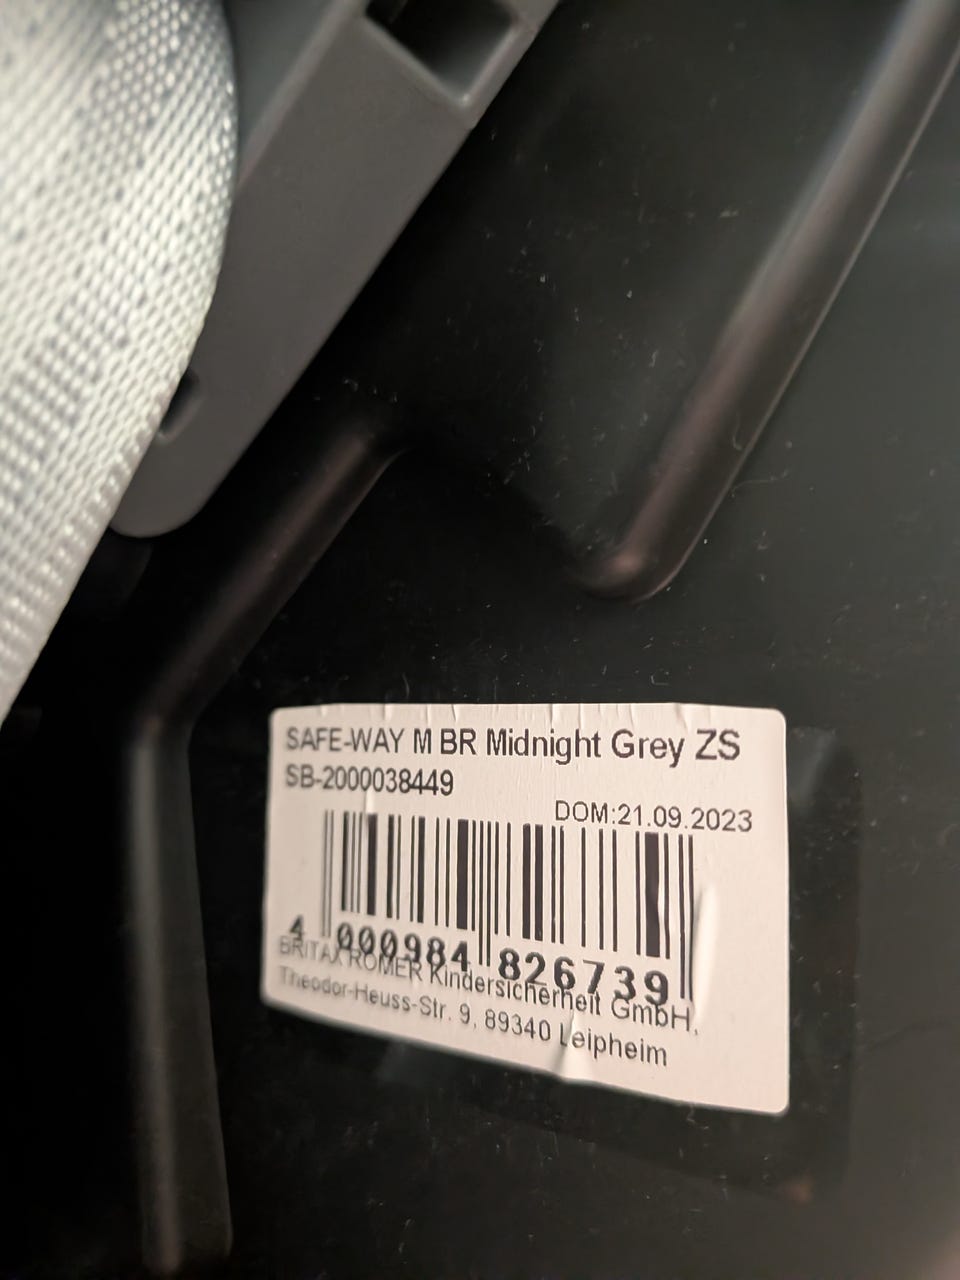 SAFE-WAY M BR Midnight Grey ZS
SB-2000038449
DOM:21.09.2023
4 000984 826739
BRITAX RÖMER Kindersicherheit GmbH,
Theodor-Heuss-Str. 9, 89340 Leipheim